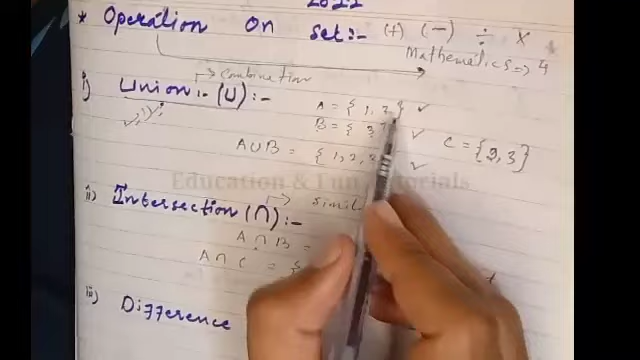 2022
* Operation On Set:- (+) (-) ÷ ×
Mathematics => 4
i) Union:- (U):- combination
A = { 1, 2 } ✓
B = { 3 ✓ C = {2,3}
A∪B = { 1, 2, ✓
Education & Fun Tutorials
ii) Intersection (∩):-
A ∩ B =
A ∩ C = {
iii) Difference